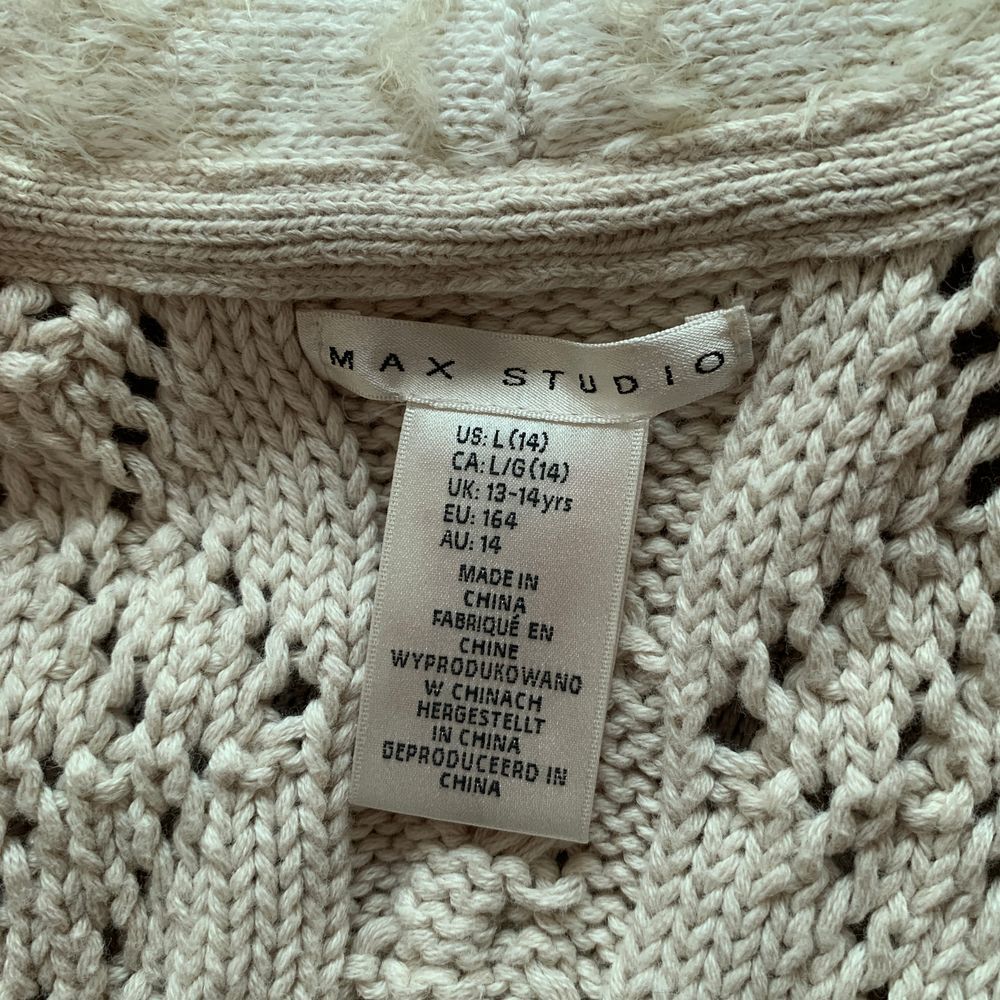 MAX STUDIO
US: L (14)
CA: L/G (14)
UK: 13-14yrs
EU: 164
AU: 14
MADE IN
CHINA
FABRIQUÉ EN
CHINE
WYPRODUKOWANO
W CHINACH
HERGESTELLT
IN CHINA
GEPRODUCEERD IN
CHINA